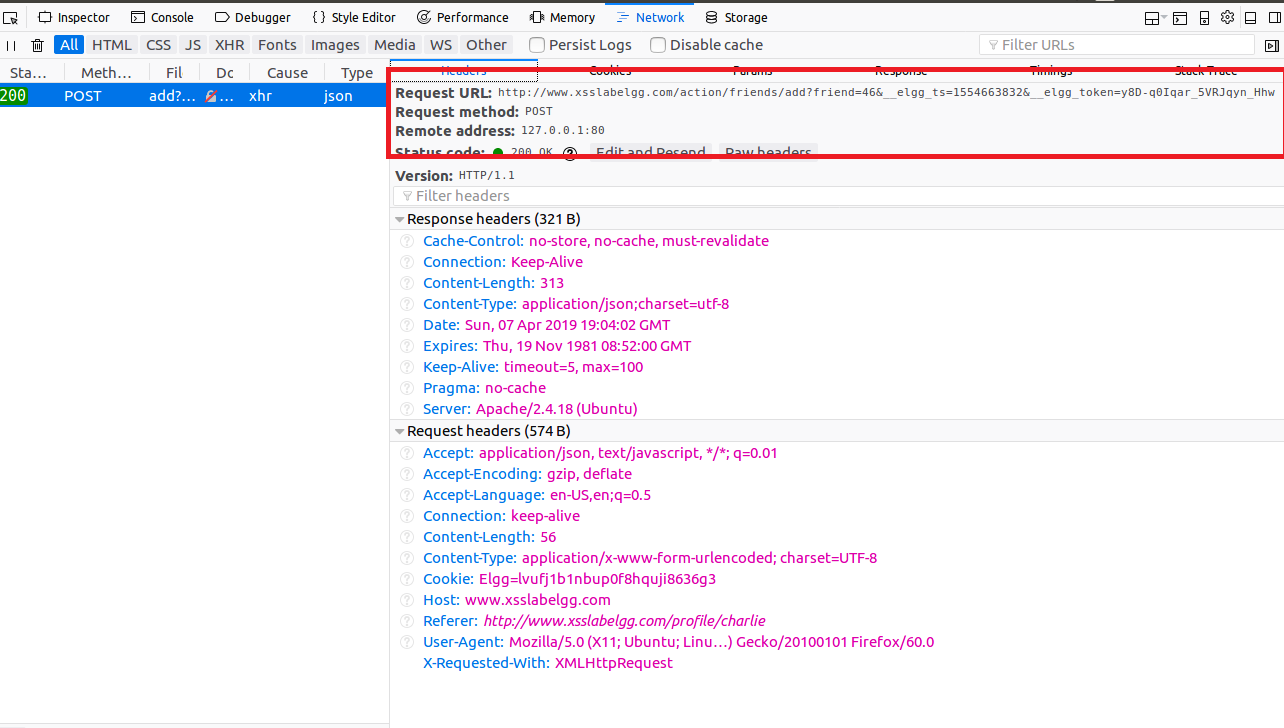 Inspector Console Debugger { } Style Editor Performance Memory Network Storage
All HTML CSS JS XHR Fonts Images Media WS Other Persist Logs Disable cache Filter URLs
Sta... Meth... Fil Dc Cause Type Headers Cookies Params Response Timings Stack Trace
200 POST add?... ... xhr json
Request URL: http://www.xsslabelgg.com/action/friends/add?friend=46&__elgg_ts=1554663832&__elgg_token=y8D-q0Iqar_5VRJqyn_Hhw
Request method: POST
Remote address: 127.0.0.1:80
Status code: 200 OK ? Edit and Resend Raw headers
Version: HTTP/1.1
Filter headers
Response headers (321 B)
? Cache-Control: no-store, no-cache, must-revalidate
? Connection: Keep-Alive
? Content-Length: 313
? Content-Type: application/json;charset=utf-8
? Date: Sun, 07 Apr 2019 19:04:02 GMT
? Expires: Thu, 19 Nov 1981 08:52:00 GMT
? Keep-Alive: timeout=5, max=100
? Pragma: no-cache
? Server: Apache/2.4.18 (Ubuntu)
Request headers (574 B)
? Accept: application/json, text/javascript, */*; q=0.01
? Accept-Encoding: gzip, deflate
? Accept-Language: en-US,en;q=0.5
? Connection: keep-alive
? Content-Length: 56
? Content-Type: application/x-www-form-urlencoded; charset=UTF-8
? Cookie: Elgg=lvufj1b1nbup0f8hquji8636g3
? Host: www.xsslabelgg.com
? Referer: http://www.xsslabelgg.com/profile/charlie
? User-Agent: Mozilla/5.0 (X11; Ubuntu; Linu...) Gecko/20100101 Firefox/60.0
X-Requested-With: XMLHttpRequest